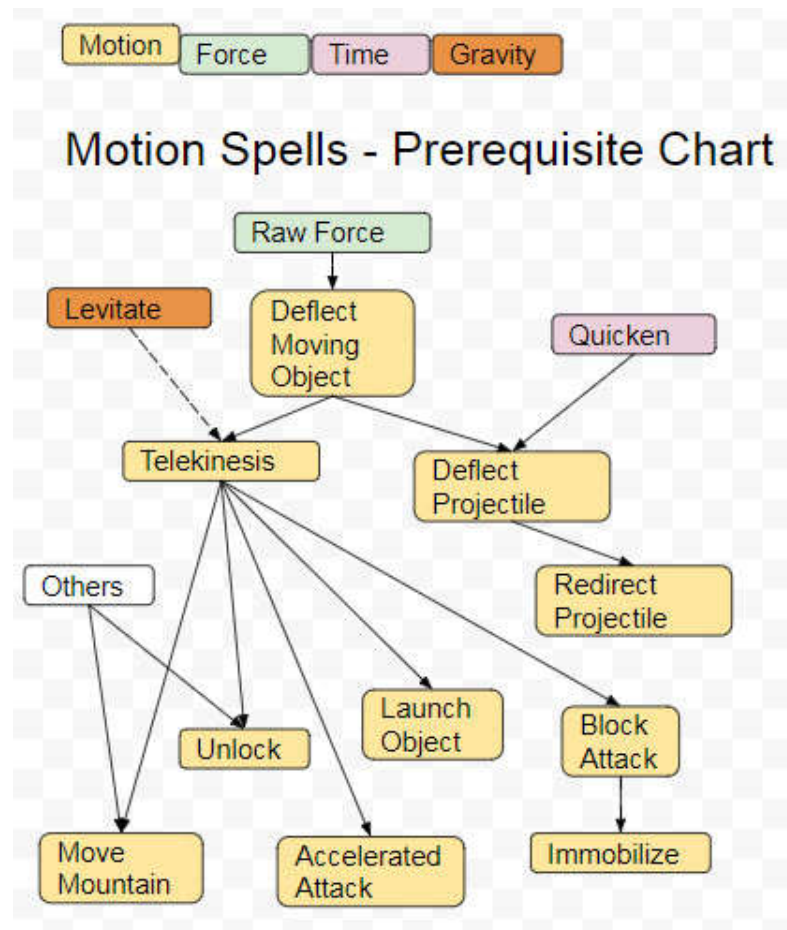 Motion
Force
Time
Gravity
Motion Spells - Prerequisite Chart
Raw Force
Levitate
Deflect
Moving
Object
Quicken
Telekinesis
Deflect
Projectile
Others
Redirect
Projectile
Launch
Object
Unlock
Block
Attack
Move
Mountain
Accelerated
Attack
Immobilize